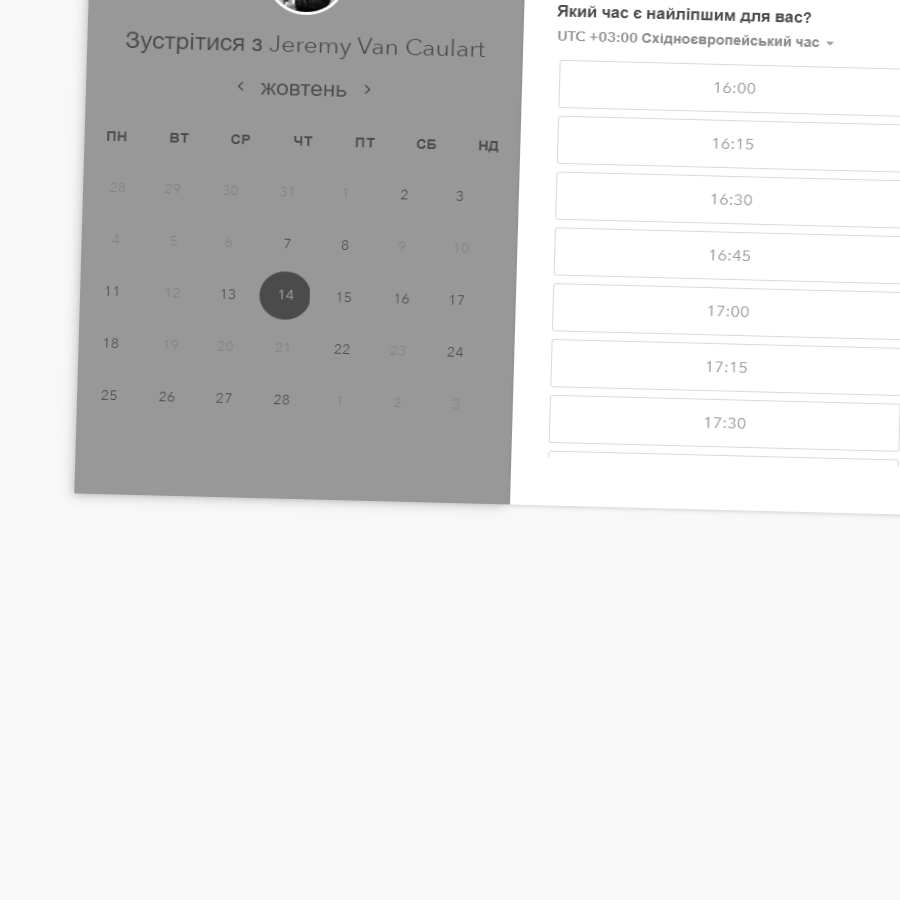 Зустрітися з Jeremy Van Caulart
жовтень
ПН ВТ СР ЧТ ПТ СБ НД
28 29 30 31 1 2 3
4 5 6 7 8 9 10
11 12 13 14 15 16 17
18 19 20 21 22 23 24
25 26 27 28 1 2 3
Який час є найліпшим для вас?
UTC +03:00 Східноєвропейський час
16:00
16:15
16:30
16:45
17:00
17:15
17:30